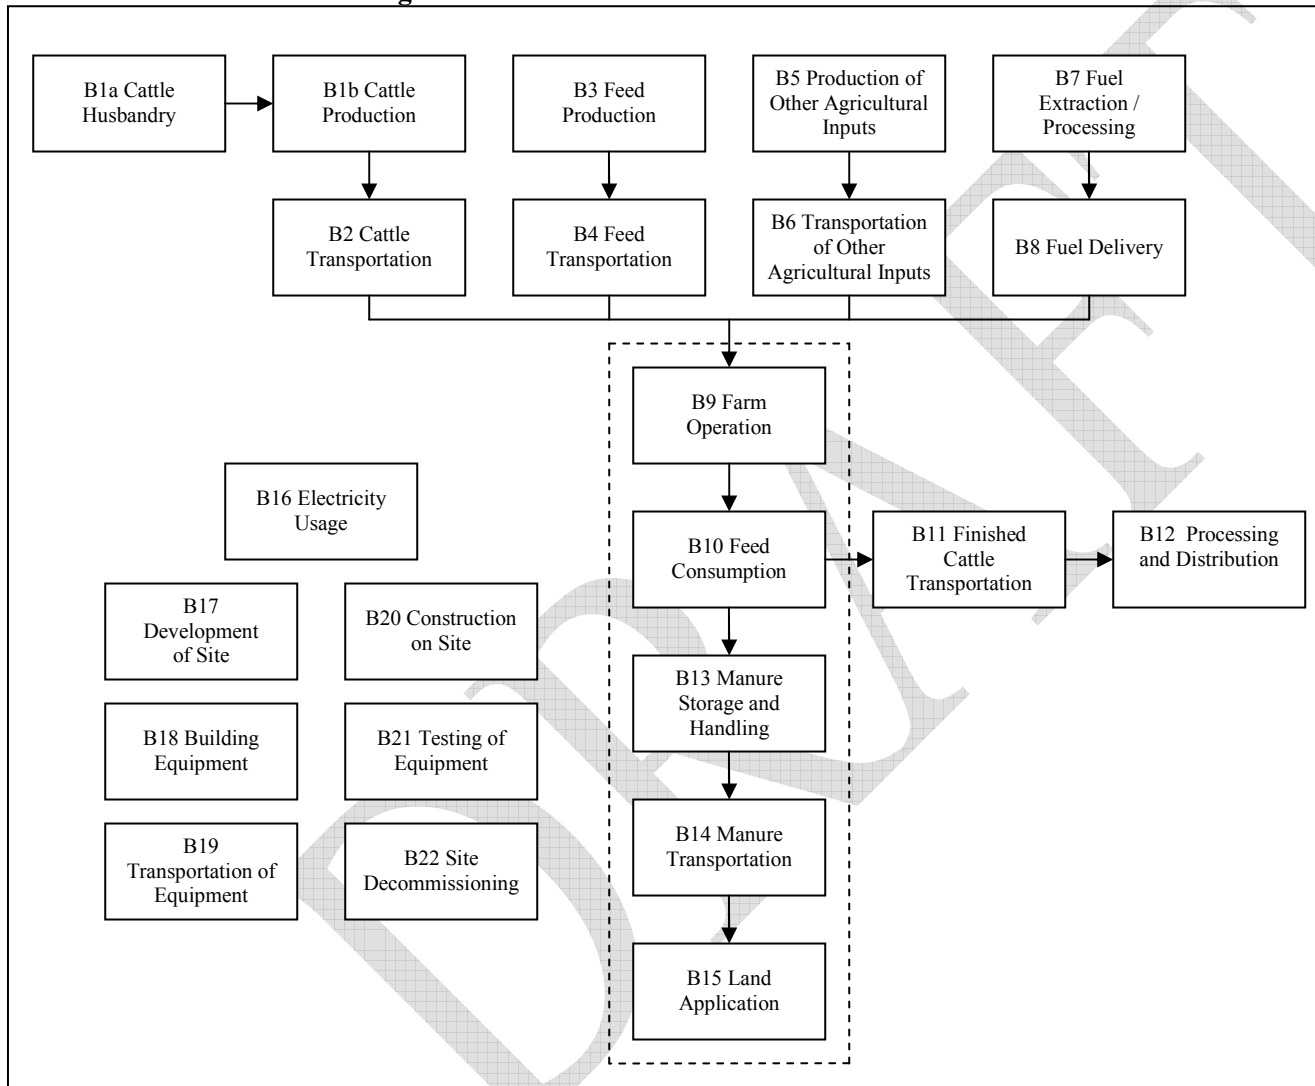 B1a Cattle
Husbandry
B1b Cattle
Production
B3 Feed
Production
B5 Production of
Other Agricultural
Inputs
B7 Fuel
Extraction /
Processing
B2 Cattle
Transportation
B4 Feed
Transportation
B6 Transportation
of Other
Agricultural Inputs
B8 Fuel Delivery
B9 Farm
Operation
B16 Electricity
Usage
B10 Feed
Consumption
B11 Finished
Cattle
Transportation
B12 Processing
and Distribution
B17
Development
of Site
B20 Construction
on Site
B13 Manure
Storage and
Handling
B18 Building
Equipment
B21 Testing of
Equipment
B14 Manure
Transportation
B19
Transportation of
Equipment
B22 Site
Decommissioning
B15 Land
Application
DRAFT